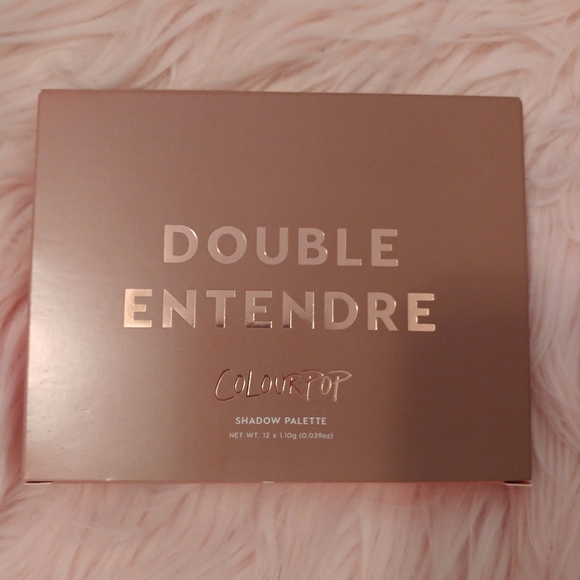 DOUBLE
ENTENDRE
COLOURPOP
SHADOW PALETTE
NET WT. 12 x 1.10g (0.039oz)